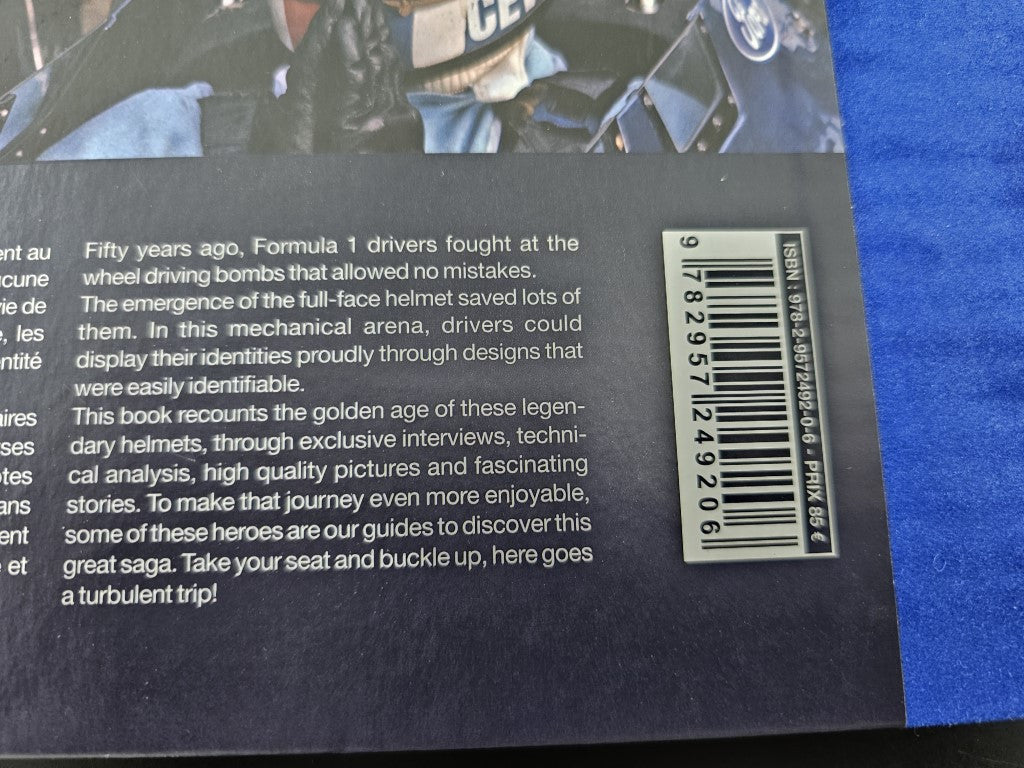 CE
Ford
ent au
ucune
vie de
, les
entité
aires
rses
otes
ans
ent
et
Fifty years ago, Formula 1 drivers fought at the
wheel driving bombs that allowed no mistakes.
The emergence of the full-face helmet saved lots of
them. In this mechanical arena, drivers could
display their identities proudly through designs that
were easily identifiable.
This book recounts the golden age of these legen-
dary helmets, through exclusive interviews, techni-
cal analysis, high quality pictures and fascinating
stories. To make that journey even more enjoyable,
some of these heroes are our guides to discover this
great saga. Take your seat and buckle up, here goes
a turbulent trip!
ISBN : 978-2-9572492-0-6 - PRIX 85 €
9 782957 249206